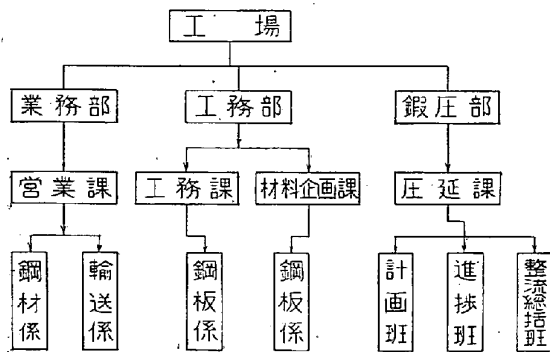 工場
業務部
工務部
鍛圧部
営業課
工務課
材料企画課
圧延課
鋼材係
輸送係
鋼板係
鋼板係
計画班
進捗班
整流総括班